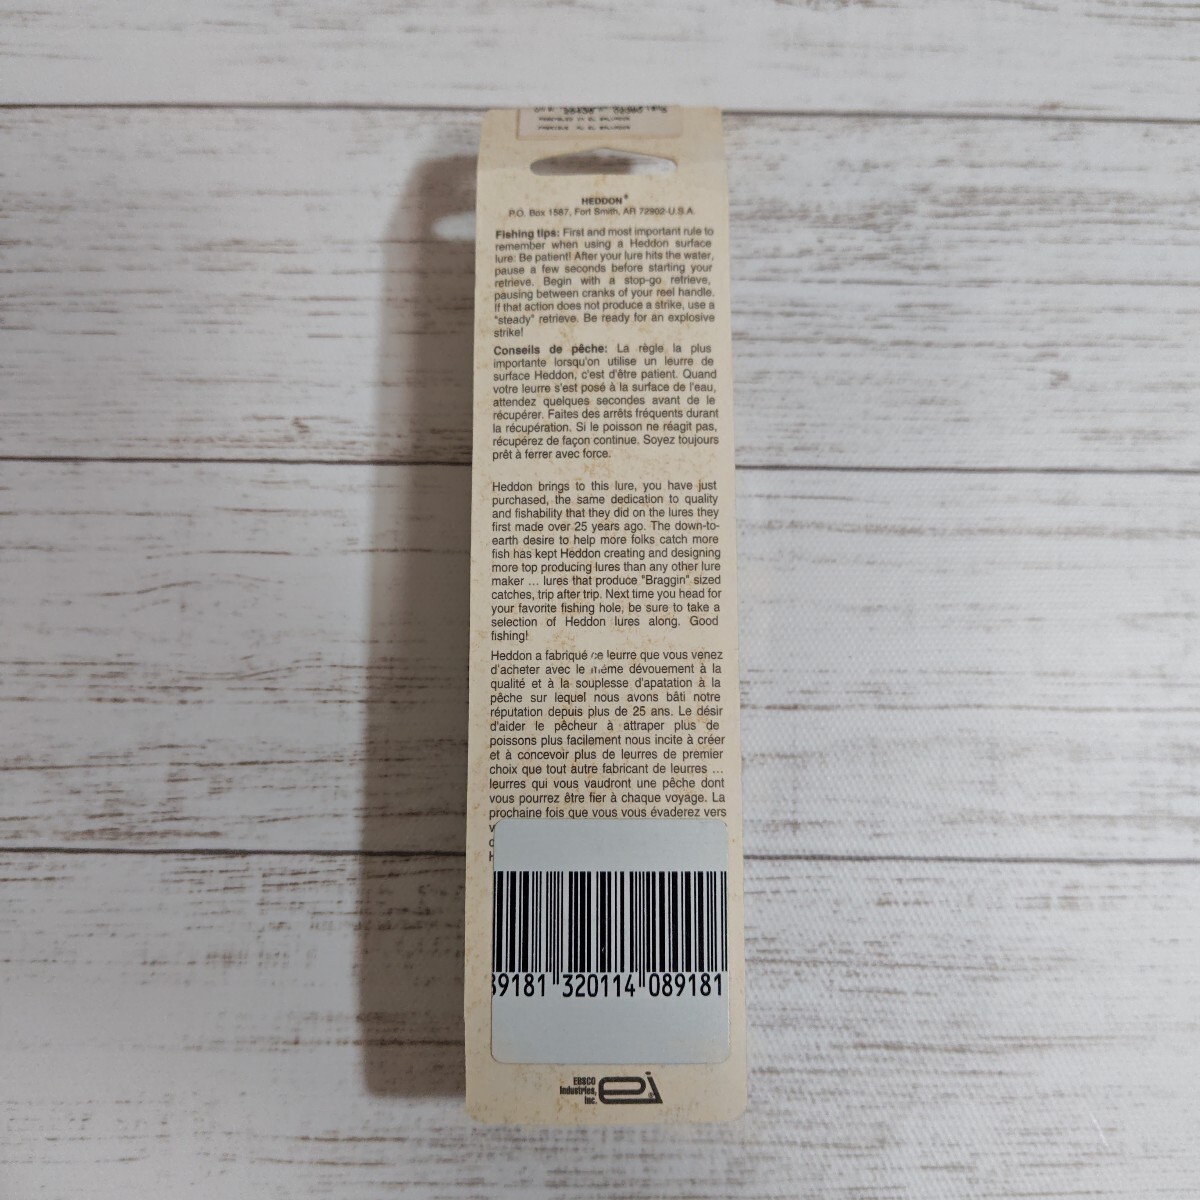 HEDDON®
P.O. Box 1587, Fort Smith, AR 72902-U.S.A.
Fishing tips: First and most important rule to
remember when using a Heddon surface
lure: Be patient! After your lure hits the water,
pause a few seconds before starting your
retrieve. Begin with a stop-go retrieve,
pausing between cranks of your reel handle.
If that action does not produce a strike, use a
"steady" retrieve. Be ready for an explosive
strike!
Conseils de pêche: La règle la plus
importante lorsqu'on utilise un leurre de
surface Heddon, c'est d'être patient. Quand
votre leurre s'est posé à la surface de l'eau,
attendez quelques secondes avant de le
récupérer. Faites des arrêts fréquents durant
la récupération. Si le poisson ne réagit pas,
récupérez de façon continue. Soyez toujours
prêt à ferrer avec force.
Heddon brings to this lure, you have just
purchased, the same dedication to quality
and fishability that they did on the lures they
first made over 25 years ago. The down-to-
earth desire to help more folks catch more
fish has kept Heddon creating and designing
more top producing lures than any other lure
maker ... lures that produce "Braggin" sized
catches, trip after trip. Next time you head for
your favorite fishing hole, be sure to take a
selection of Heddon lures along. Good
fishing!
Heddon a fabriqué ce leurre que vous venez
d'acheter avec le même dévouement à la
qualité et à la souplesse d'apatation à la
pêche sur lequel nous avons bâti notre
réputation depuis plus de 25 ans. Le désir
d'aider le pêcheur à attraper plus de
poissons plus facilement nous incite à créer
et à concevoir plus de leurres de premier
choix que tout autre fabricant de leurres ...
leurres qui vous vaudront une pêche dont
vous pourrez être fier à chaque voyage. La
prochaine fois que vous vous évaderez vers
9181 320114 089181
EBSCO
Industries,
Inc.
ei